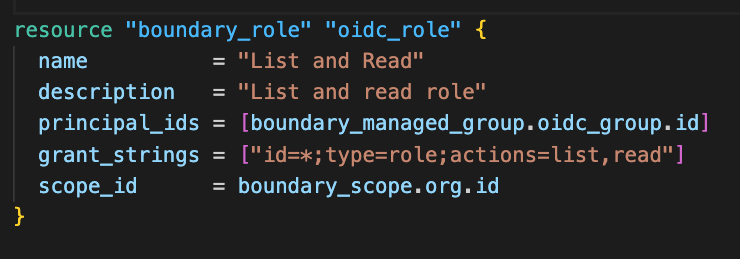 resource "boundary_role" "oidc_role" {
  name          = "List and Read"
  description   = "List and read role"
  principal_ids = [boundary_managed_group.oidc_group.id]
  grant_strings = ["id=*;type=role;actions=list,read"]
  scope_id      = boundary_scope.org.id
}